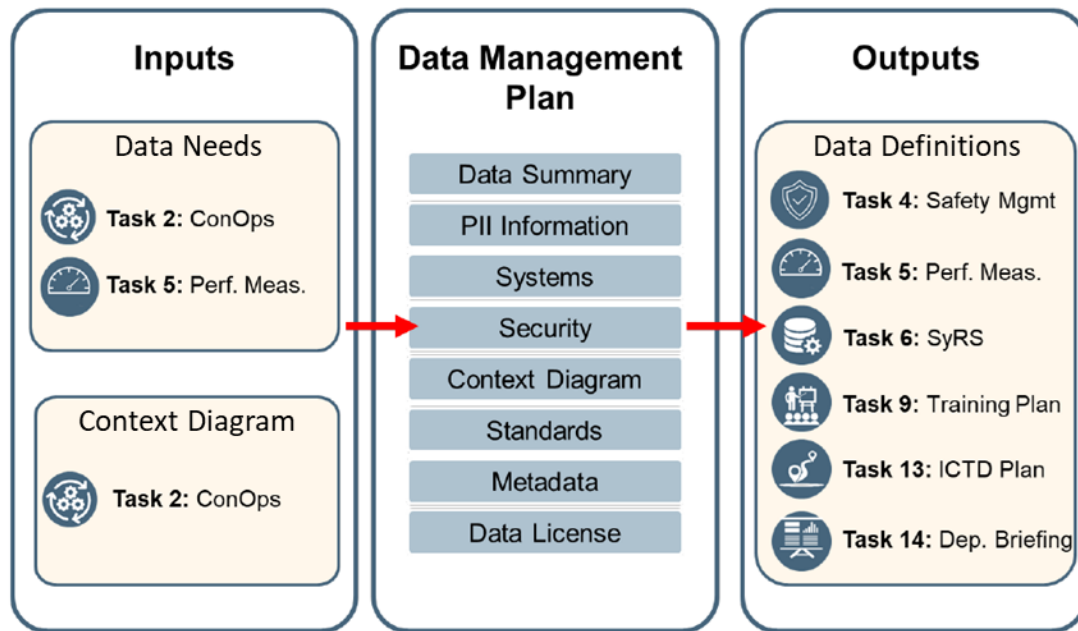 Inputs
Data Needs
Task 2: ConOps
Task 5: Perf. Meas.
Context Diagram
Task 2: ConOps
Data Management
Plan
Data Summary
PII Information
Systems
Security
Context Diagram
Standards
Metadata
Data License
Outputs
Data Definitions
Task 4: Safety Mgmt
Task 5: Perf. Meas.
Task 6: SyRS
Task 9: Training Plan
Task 13: ICTD Plan
Task 14: Dep. Briefing